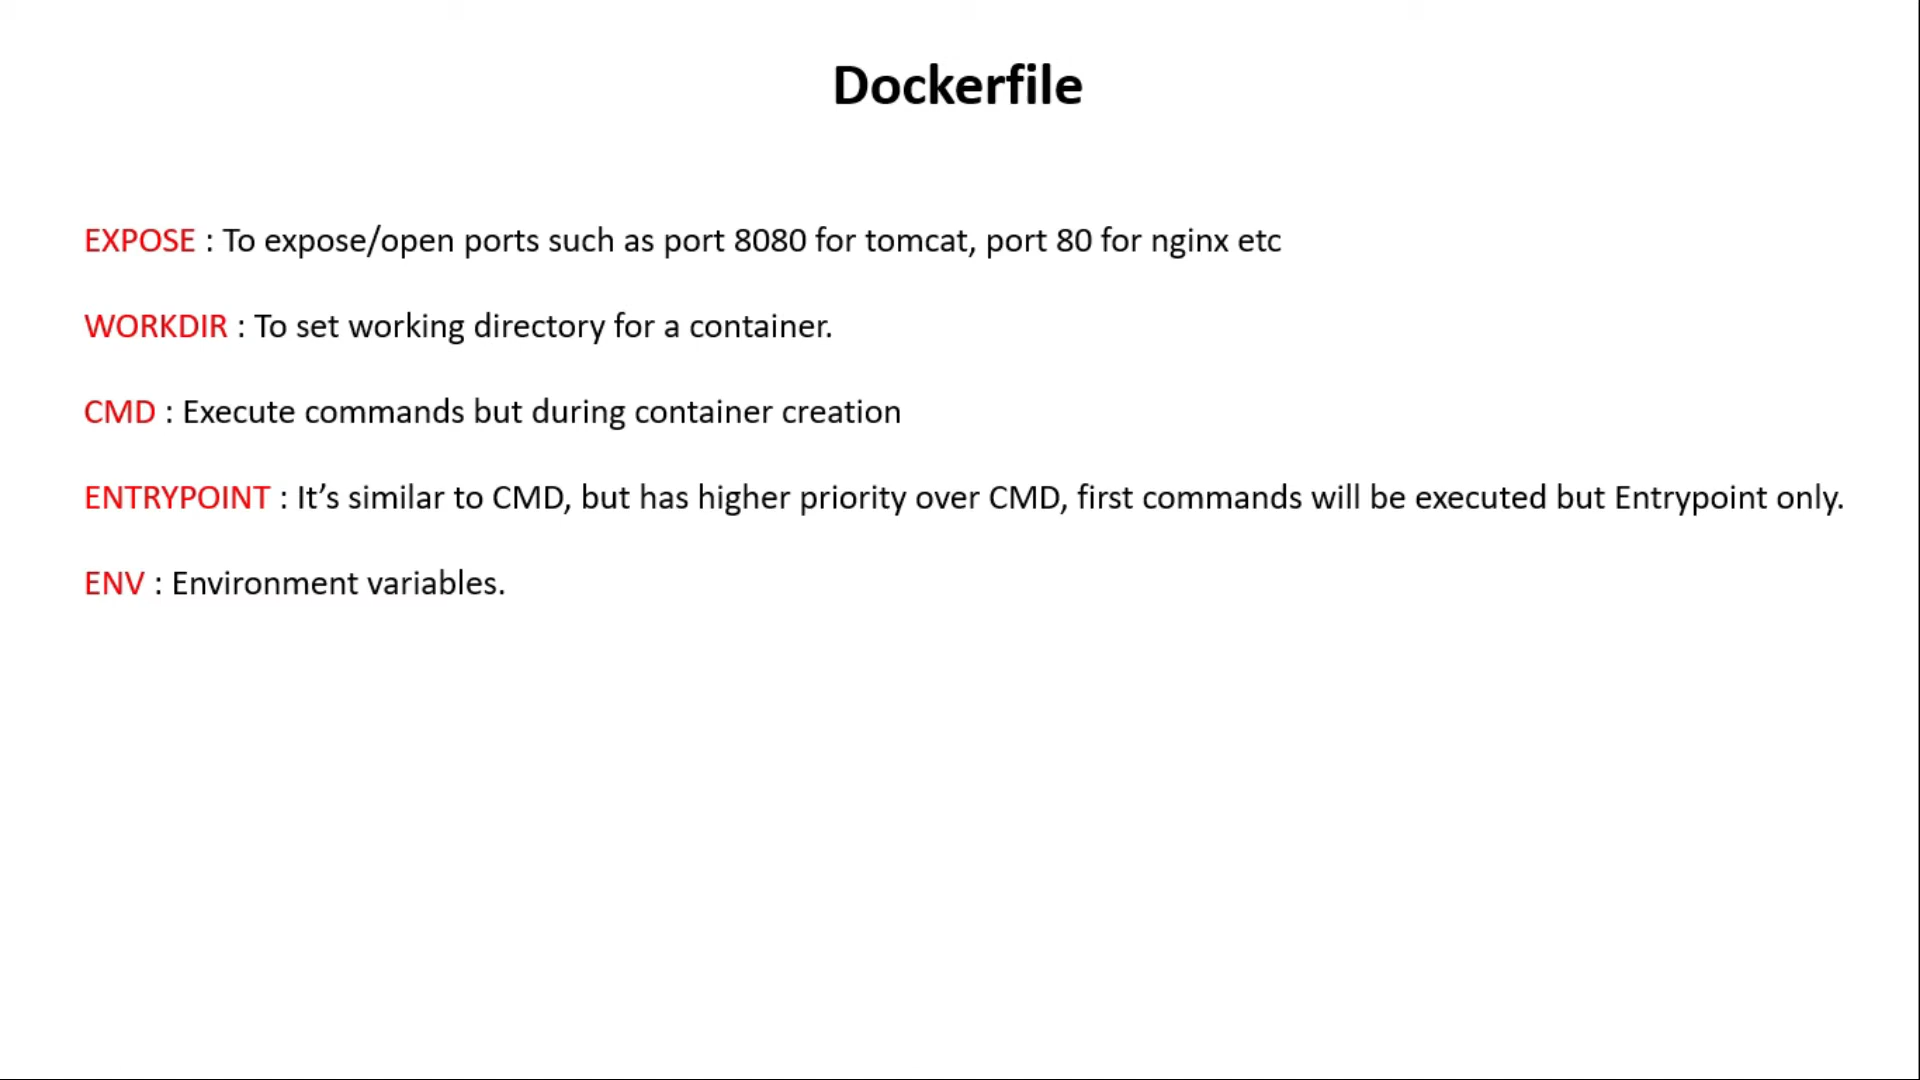 Dockerfile
EXPOSE : To expose/open ports such as port 8080 for tomcat, port 80 for nginx etc
WORKDIR : To set working directory for a container.
CMD : Execute commands but during container creation
ENTRYPOINT : It’s similar to CMD, but has higher priority over CMD, first commands will be executed but Entrypoint only.
ENV : Environment variables.